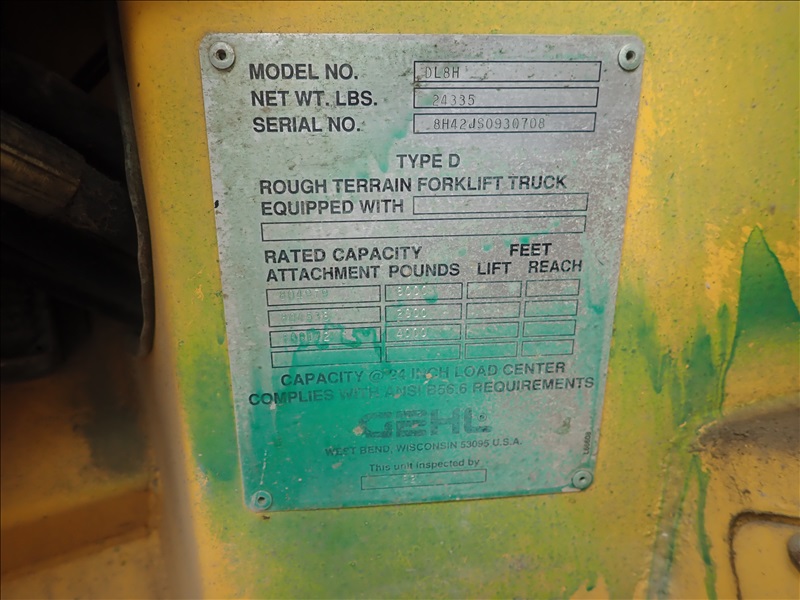 MODEL NO. DL8H
NET WT. LBS. 24335
SERIAL NO. 8H42JS0930708
TYPE D
ROUGH TERRAIN FORKLIFT TRUCK
EQUIPPED WITH
RATED CAPACITY FEET
ATTACHMENT POUNDS LIFT REACH
8000
4000
CAPACITY @ 24 INCH LOAD CENTER
COMPLIES WITH ANSI B56.6 REQUIREMENTS
GEHL
WEST BEND, WISCONSIN 53095 U.S.A.
This unit inspected by